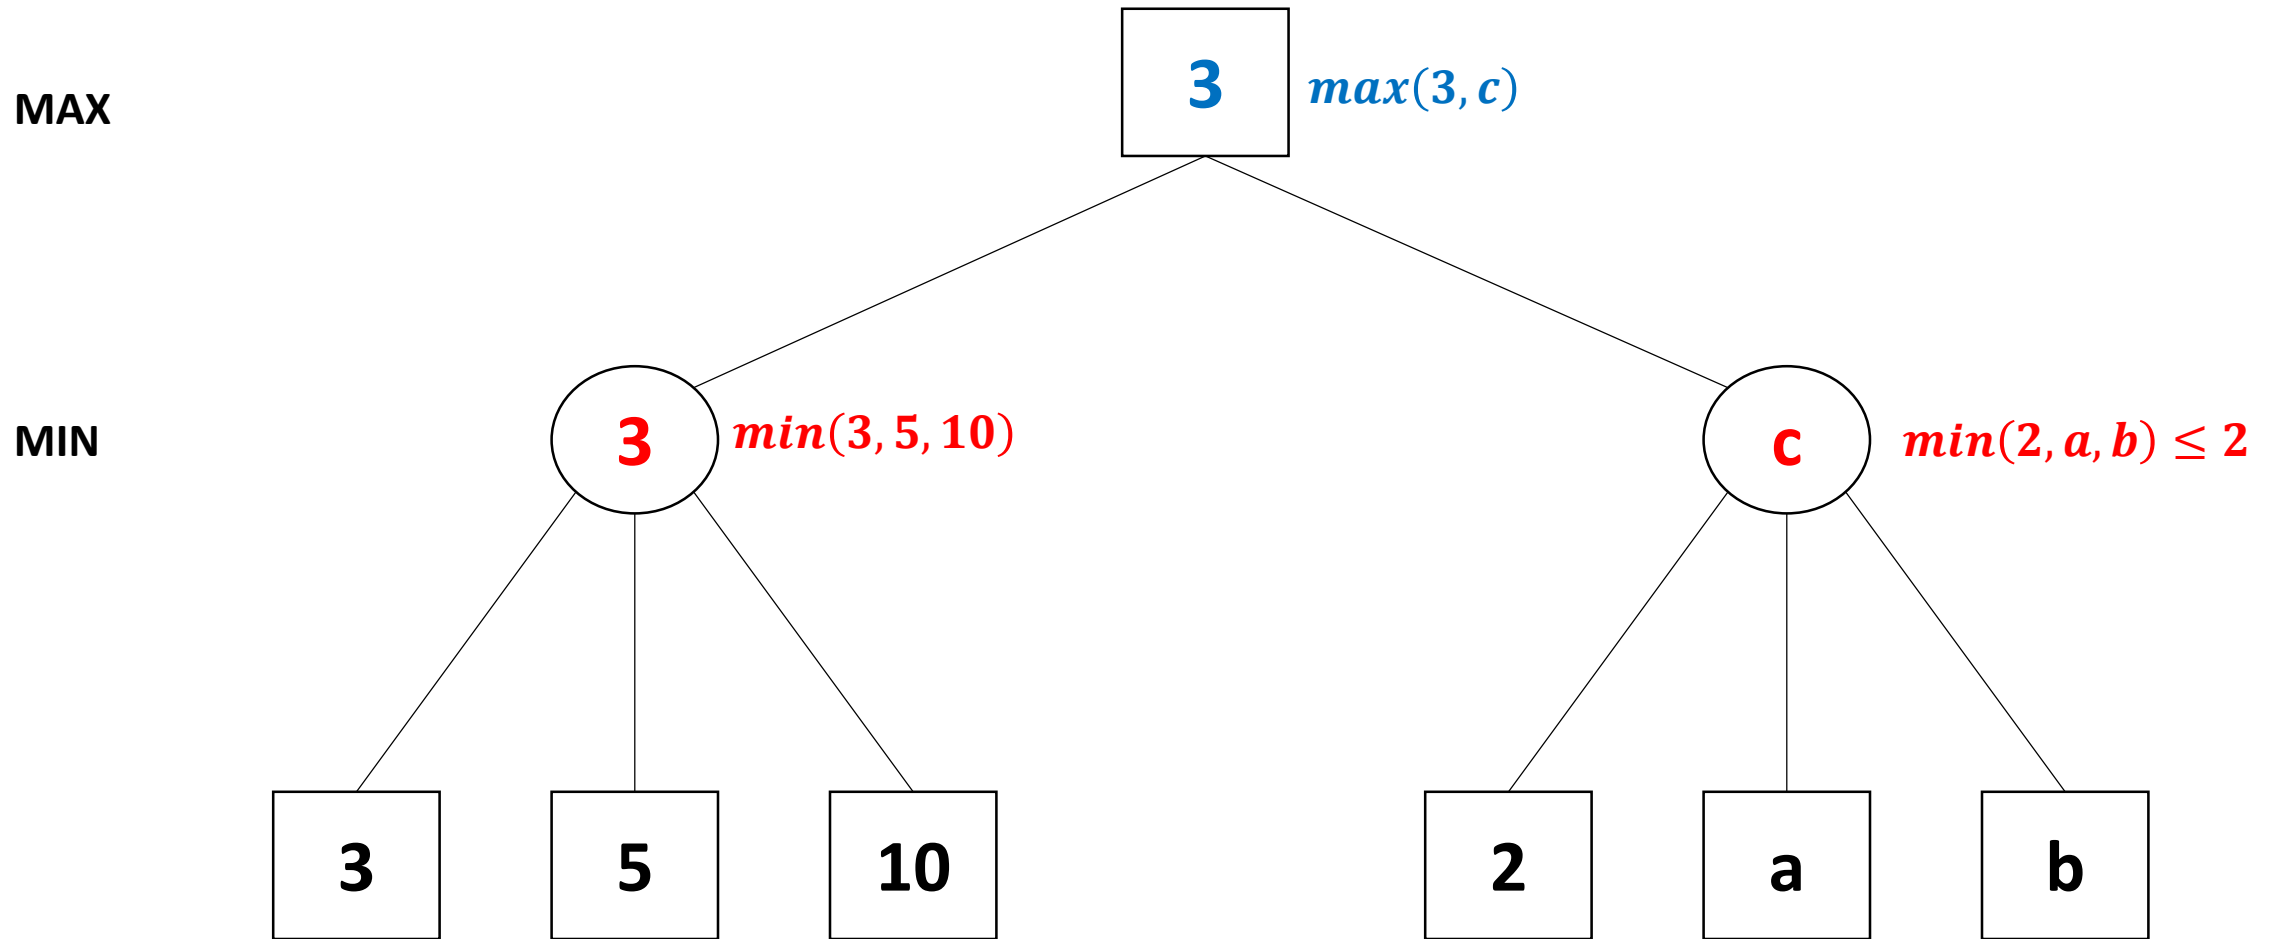 MAX
3
max(3, c)
MIN
3
min(3, 5, 10)
c
min(2, a, b) ≤ 2
3
5
10
2
a
b